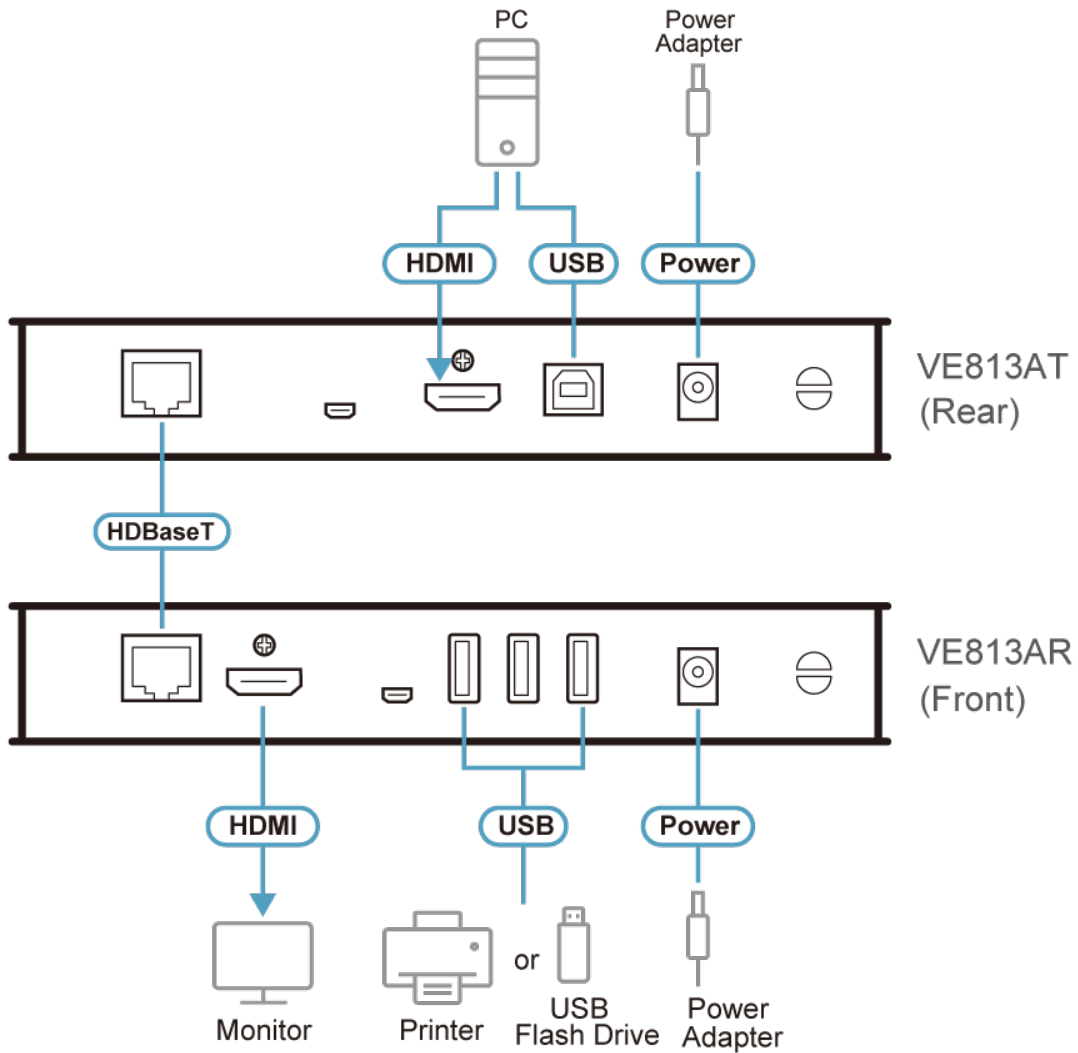 PC
Power
Adapter
HDMI
USB
Power
VE813AT
(Rear)
HDBaseT
VE813AR
(Front)
HDMI
USB
Power
or
Monitor
Printer
USB
Flash Drive
Power
Adapter